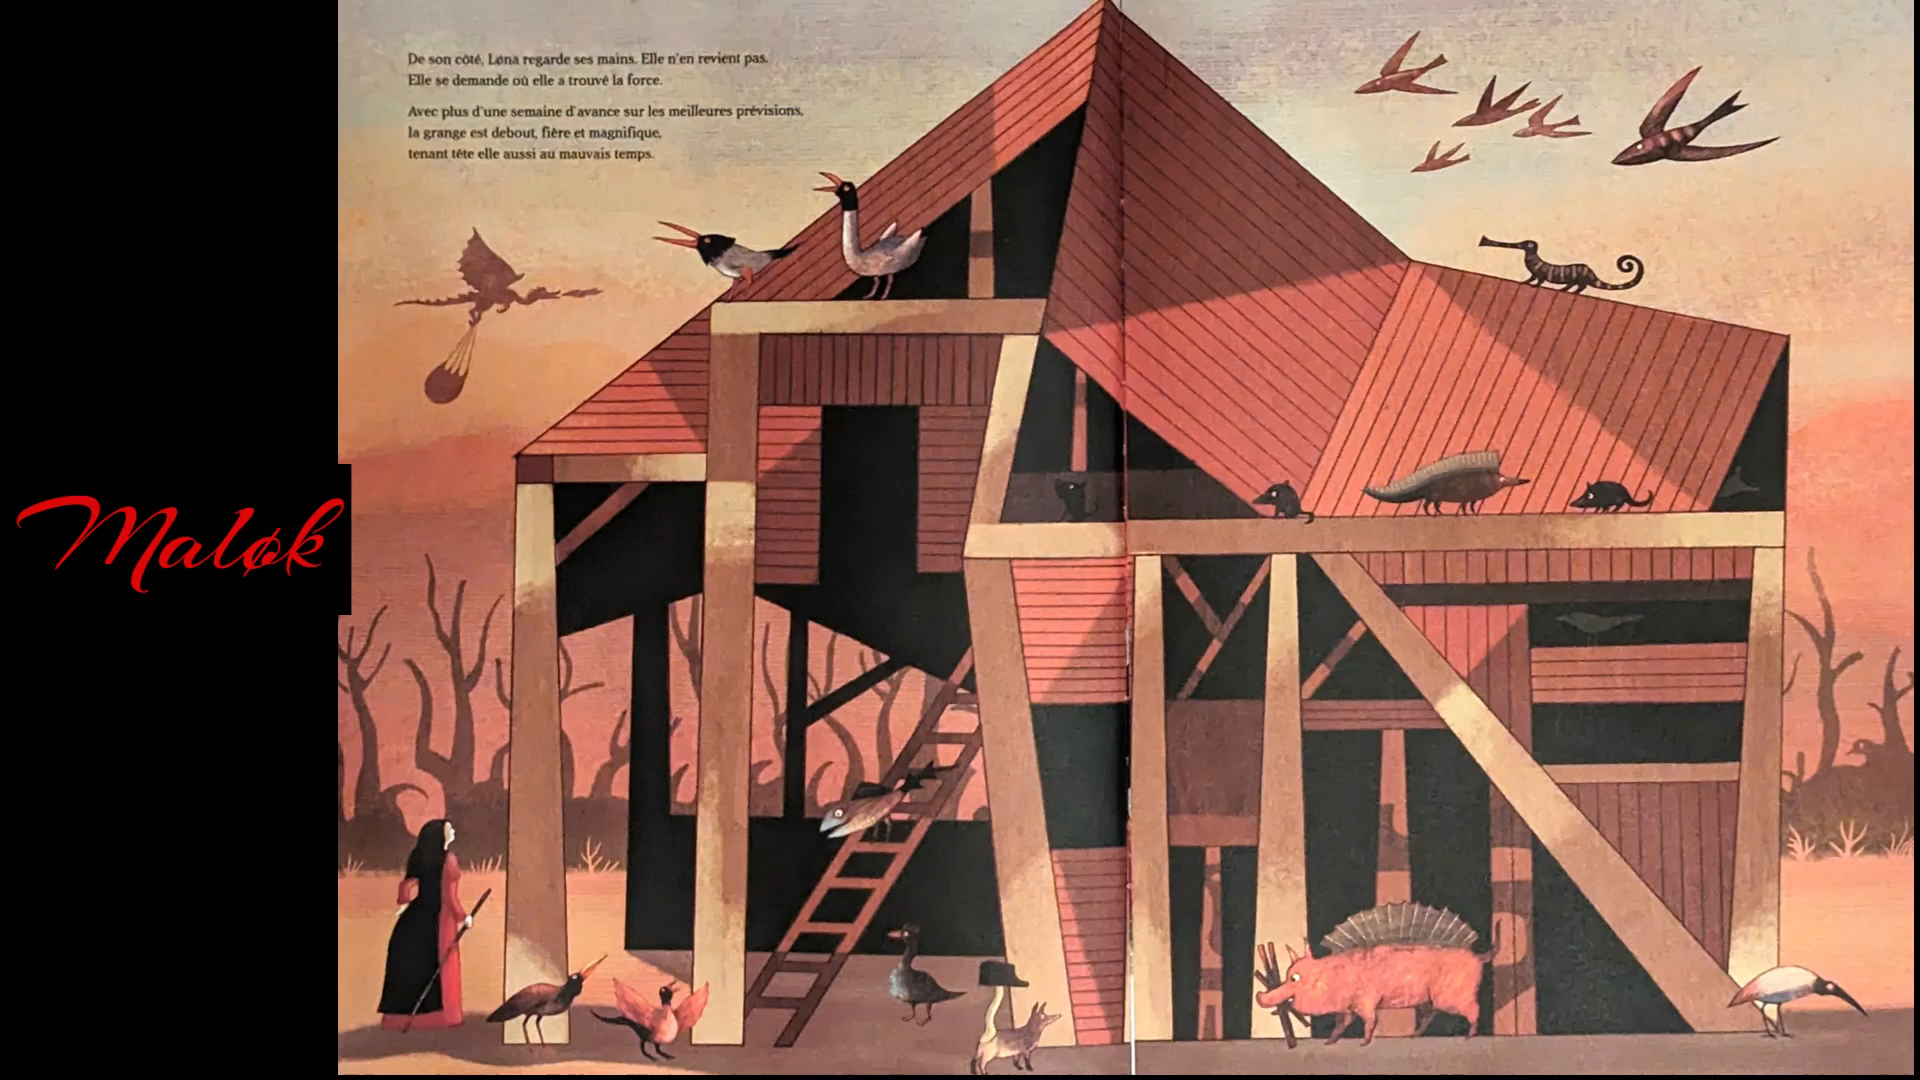 De son côté, Løna regarde ses mains. Elle n'en revient pas.
Elle se demande où elle a trouvé la force.
Avec plus d'une semaine d'avance sur les meilleures prévisions,
la grange est debout, fière et magnifique,
tenant tête elle aussi au mauvais temps.
Maløk